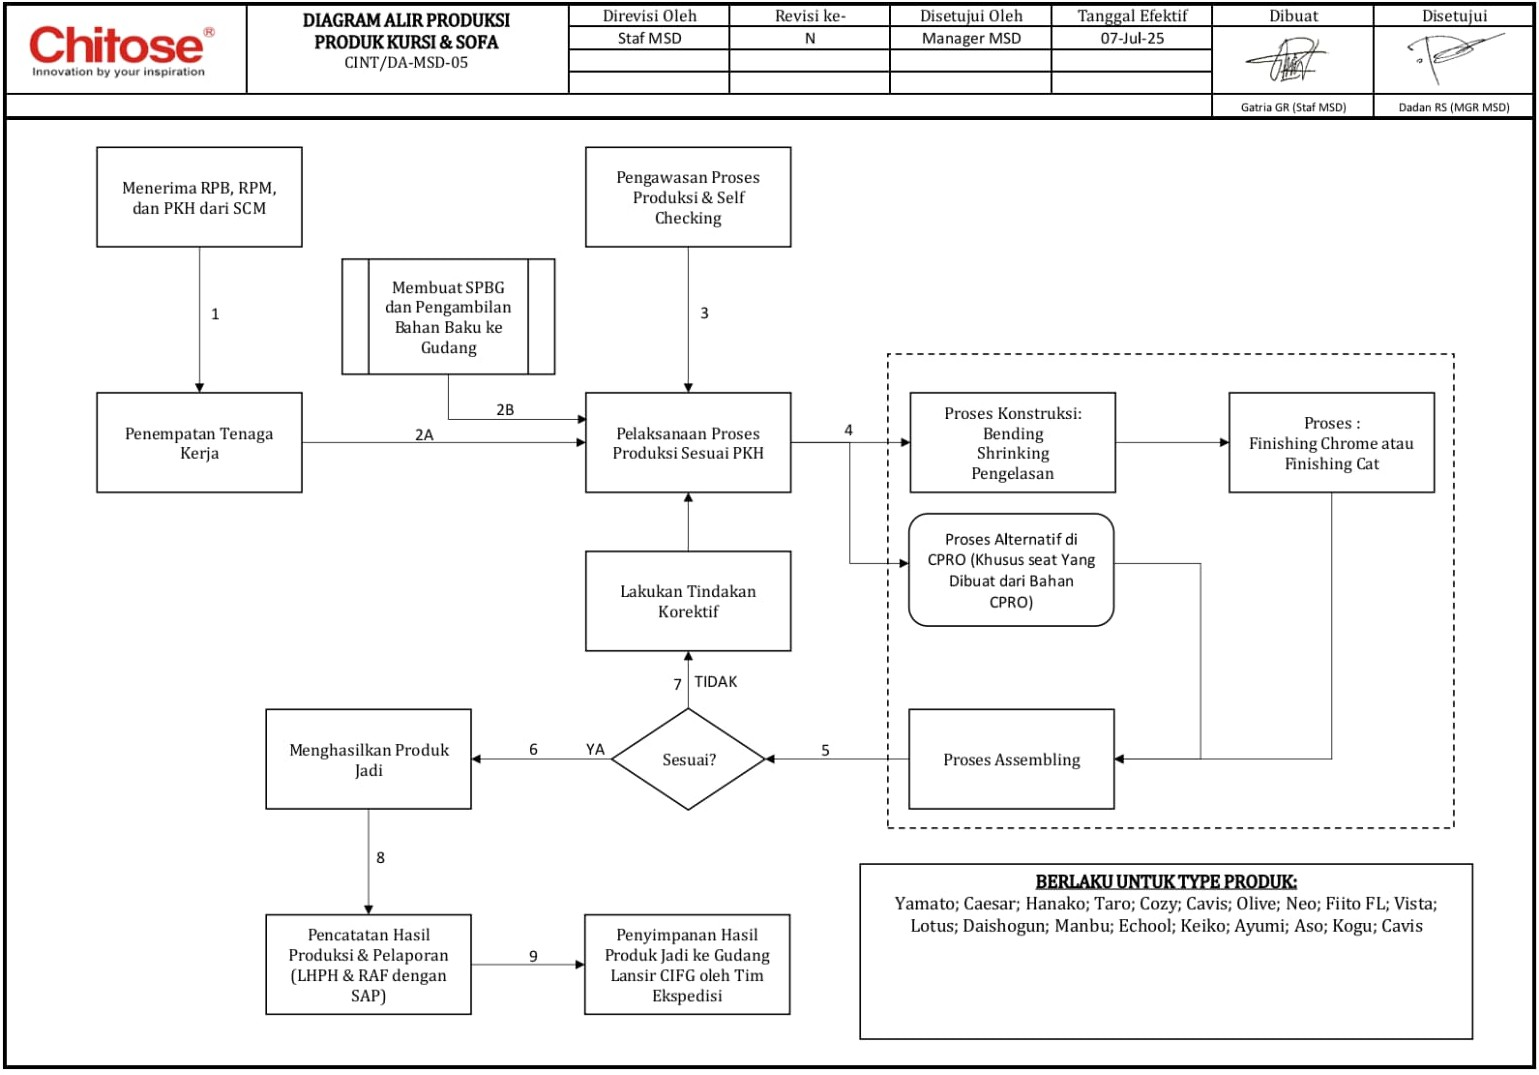 Chitose®
Innovation by your inspiration
DIAGRAM ALIR PRODUKSI
PRODUK KURSI & SOFA
CINT/DA-MSD-05
Direvisi Oleh
Revisi ke-
Disetujui Oleh
Tanggal Efektif
Dibuat
Disetujui
Staf MSD
N
Manager MSD
07-Jul-25
Gatria GR (Staf MSD)
Dadan RS (MGR MSD)
Menerima RPB, RPM,
dan PKH dari SCM
Pengawasan Proses
Produksi & Self
Checking
1
Membuat SPBG
dan Pengambilan
Bahan Baku ke
Gudang
3
Penempatan Tenaga
Kerja
2A
2B
Pelaksanaan Proses
Produksi Sesuai PKH
4
Proses Konstruksi:
Bending
Shrinking
Pengelasan
Proses :
Finishing Chrome atau
Finishing Cat
Proses Alternatif di
CPRO (Khusus seat Yang
Dibuat dari Bahan
CPRO)
Lakukan Tindakan
Korektif
7
TIDAK
Menghasilkan Produk
Jadi
6
YA
Sesuai?
5
Proses Assembling
8
Pencatatan Hasil
Produksi & Pelaporan
(LHPH & RAF dengan
SAP)
9
Penyimpanan Hasil
Produk Jadi ke Gudang
Lansir CIFG oleh Tim
Ekspedisi
BERLAKU UNTUK TYPE PRODUK:
Yamato; Caesar; Hanako; Taro; Cozy; Cavis; Olive; Neo; Fiito FL; Vista;
Lotus; Daishogun; Manbu; Echool; Keiko; Ayumi; Aso; Kogu; Cavis